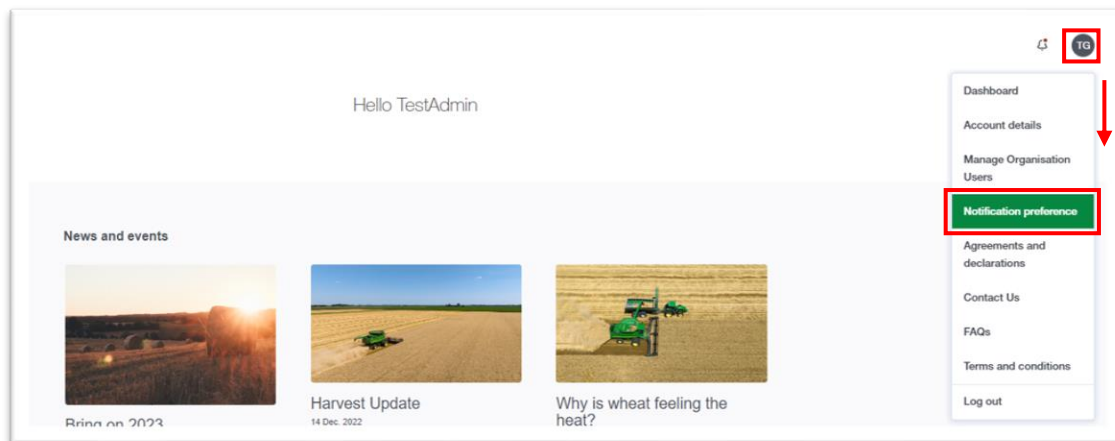 TG
Hello TestAdmin
Dashboard
Account details
Manage Organisation
Users
Notification preference
Agreements and
declarations
Contact Us
FAQs
Terms and conditions
Log out
News and events
Bring on 2023
Harvest Update
14 Dec. 2022
Why is wheat feeling the
heat?